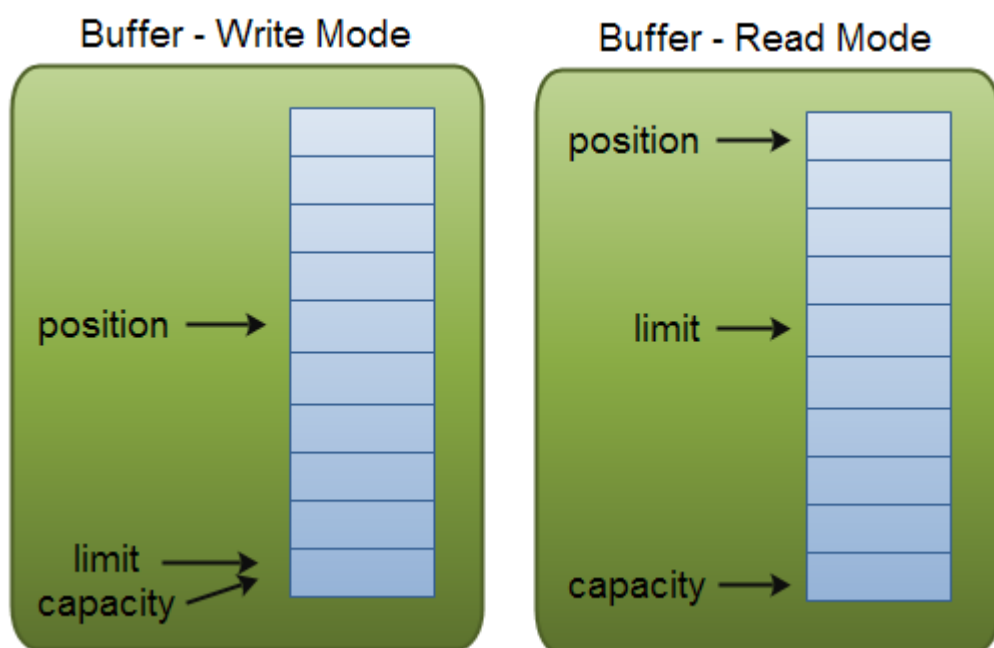 Buffer - Write Mode
position
limit
capacity
Buffer - Read Mode
position
limit
capacity